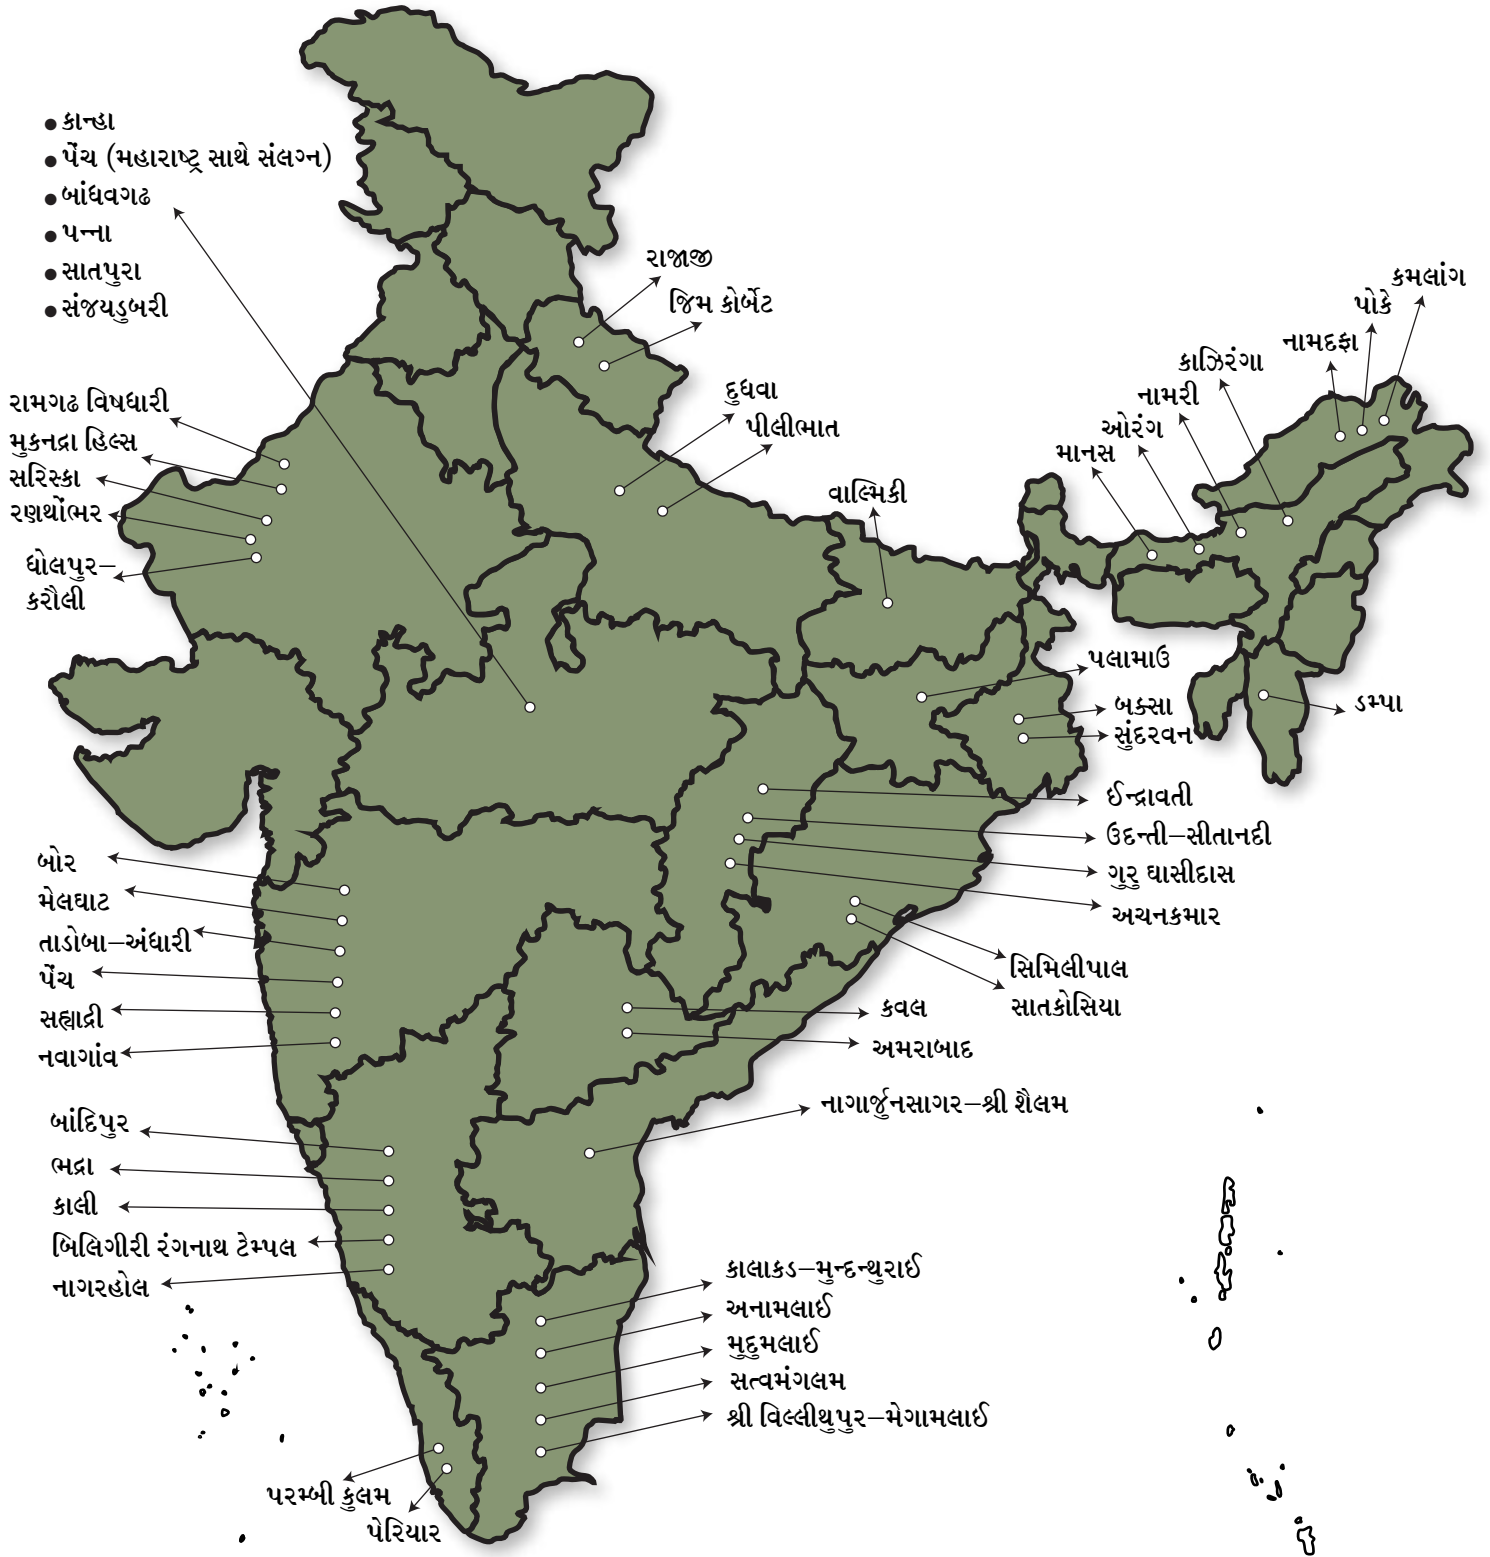 કાન્હા
પેંચ (મહારાષ્ટ્ર સાથે સંલગ્ન)
બાંધવગઢ
પન્ના
સાતપુરા
સંજયડુબરી
રાજાજી
જિમ કોર્બેટ
દુધવા
પીલીભાત
વાલ્મિકી
કમલાંગ
પોકે
નામદફા
કાઝિરંગા
નામરી
ઓરંગ
માનસ
રામગઢ વિષધારી
મુકનદ્રા હિલ્સ
સરિસ્કા
રણથોંભર
ધોલપુર–
કરૌલી
પલામાઉ
બક્સા
સુંદરવન
ડમ્પા
ઈન્દ્રાવતી
ઉદન્તી–સીતાનદી
ગુરુ ઘાસીદાસ
અચનકમાર
સિમિલીપાલ
સાતકોસિયા
કવલ
અમરાબાદ
નાગાર્જુનસાગર–શ્રી શૈલમ
બોર
મેલઘાટ
તાડોબા–અંધારી
પેંચ
સહ્યાદ્રી
નવાગાંવ
બાંદિપુર
ભદ્રા
કાલી
બિલિગીરી રંગનાથ ટેમ્પલ
નાગરહોલ
કાલાકડ–મુન્દન્થુરાઈ
અનામલાઈ
મુદુમલાઈ
સત્વમંગલમ
શ્રી વિલ્લીથુપુર–મેગામલાઈ
પરમ્બી કુલમ
પેરિયાર